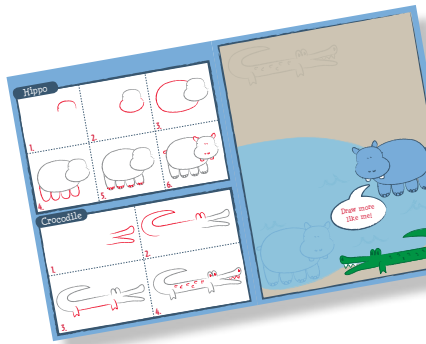 Hippo
1.
2.
3.
4.
5.
6.
Crocodile
1.
2.
3.
4.
Draw more
like me!